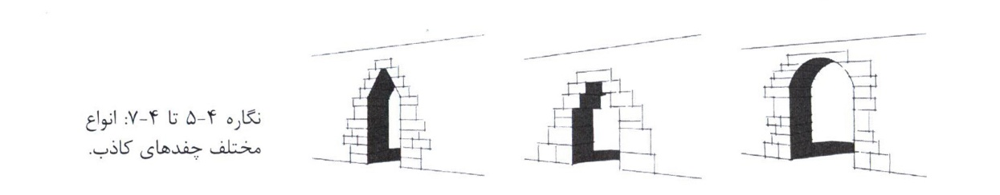 نگاره ۴-۵ تا ۴-۷: انواع
مختلف چفدهای کاذب.